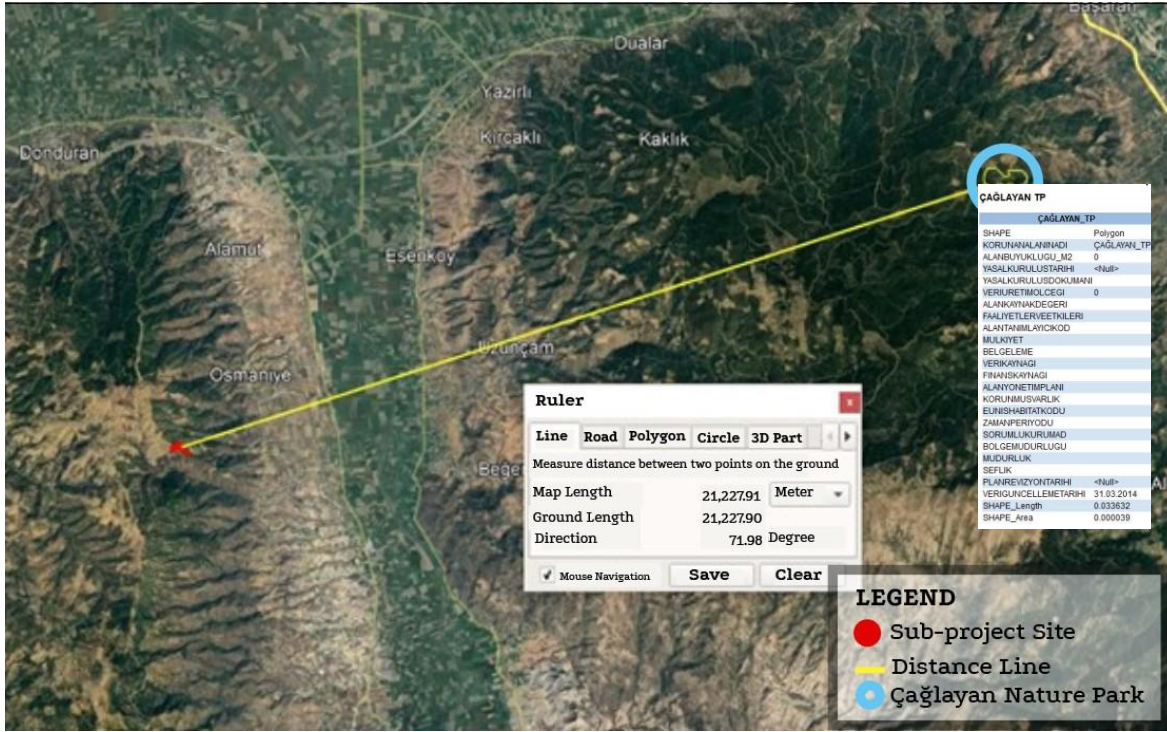 Başaran
Dualar
Yazırlı
Kırcaklı
Kaklık
Donduran
Alamut
Esenköy
Uzunçam
Osmaniye
ÇAĞLAYAN TP
ÇAĞLAYAN_TP
SHAPE Polygon
KORUNANALANINADI ÇAĞLAYAN_TP
ALANBUYUKLUGU_M2 0
YASALKURULUSTARIHI <Null>
YASALKURULUSDOKUMANI
VERIURETIMOLCEGI 0
ALANKAYNAKDEGERI
FAALIYETLERVEETKILERI
ALANTANIMLAYICIKOD
MULKIYET
BELGELEME
VERIKAYNAGI
FINANSKAYNAGI
ALANYONETIMPLANI
KORUNMUSVARLIK
EUNISHABITATKODU
ZAMANPERIYODU
SORUMLUKURUMAD
BOLGEMUDURLUGU
MUDURLUK
SEFLIK
PLANREVIZYONTARIHI <Null>
VERIGUNCELLEMETARIHI 31.03.2014
SHAPE_Length 0.033632
SHAPE_Area 0.000039
Ruler
x
Line Road Polygon Circle 3D Part
Measure distance between two points on the ground
Map Length 21,227.91 Meter
Ground Length 21,227.90
Direction 71.98 Degree
Mouse Navigation Save Clear
Beğe
Al
LEGEND
Sub-project Site
Distance Line
Çağlayan Nature Park